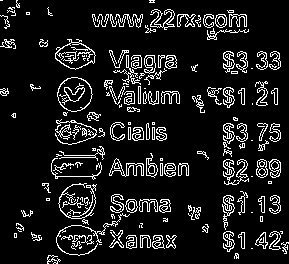 www.22rx.com
Viagra $3.33
Valium $1.21
Cialis $3.75
Ambien $2.89
Soma $1.13
Xanax $1.42